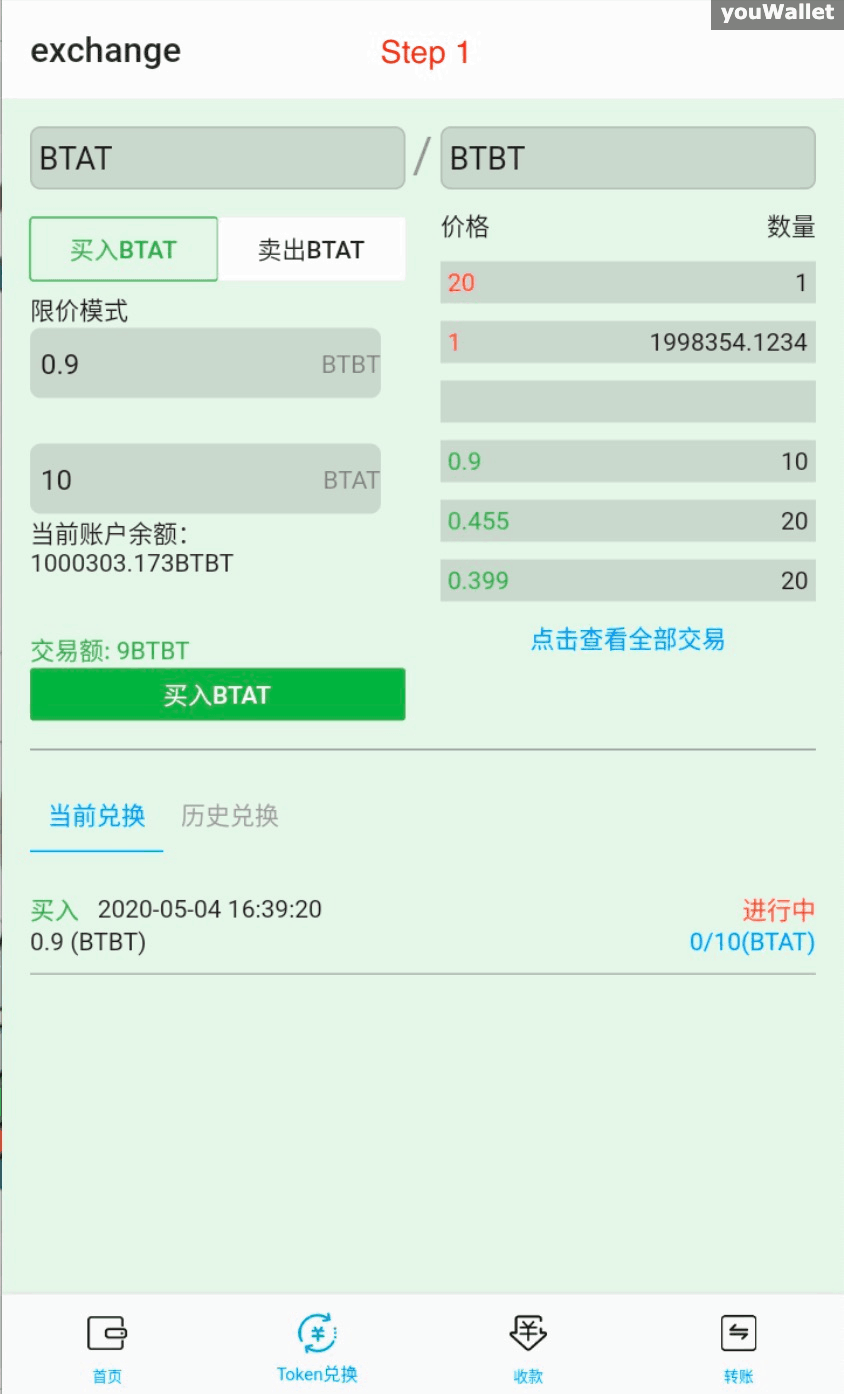 youWallet
exchange
Step 1
BTAT / BTBT
买入BTAT 卖出BTAT
限价模式
0.9 BTBT
10 BTAT
当前账户余额：
1000303.173BTBT
交易额: 9BTBT
买入BTAT
价格 数量
20 1
1 1998354.1234
0.9 10
0.455 20
0.399 20
点击查看全部交易
当前兑换 历史兑换
买入 2020-05-04 16:39:20 进行中
0.9 (BTBT) 0/10(BTAT)
首页 Token兑换 收款 转账